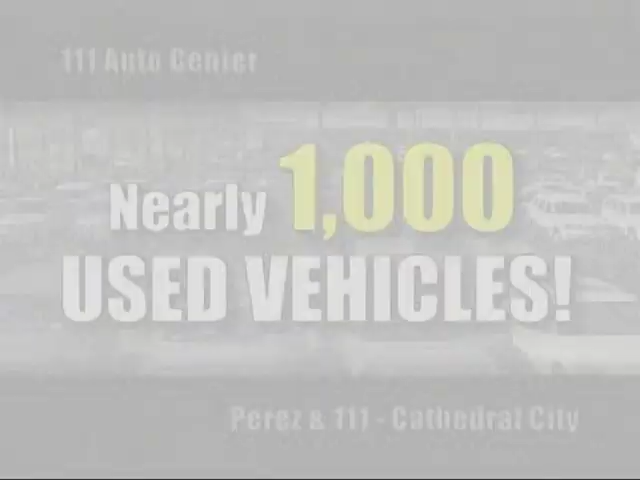 111 Auto Center
Nearly 1,000
USED VEHICLES!
Perez & 111 - Cathedral City